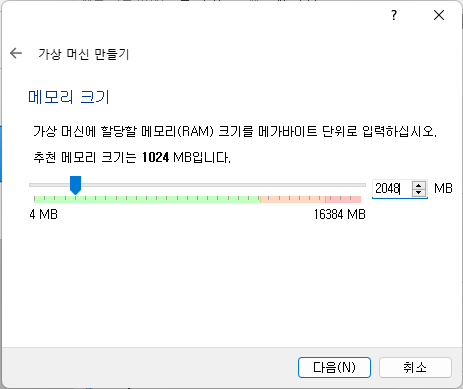 ?
가상 머신 만들기
메모리 크기
가상 머신에 할당할 메모리(RAM) 크기를 메가바이트 단위로 입력하십시오.
추천 메모리 크기는 1024 MB입니다.
2048 MB
4 MB 16384 MB
다음(N) 취소